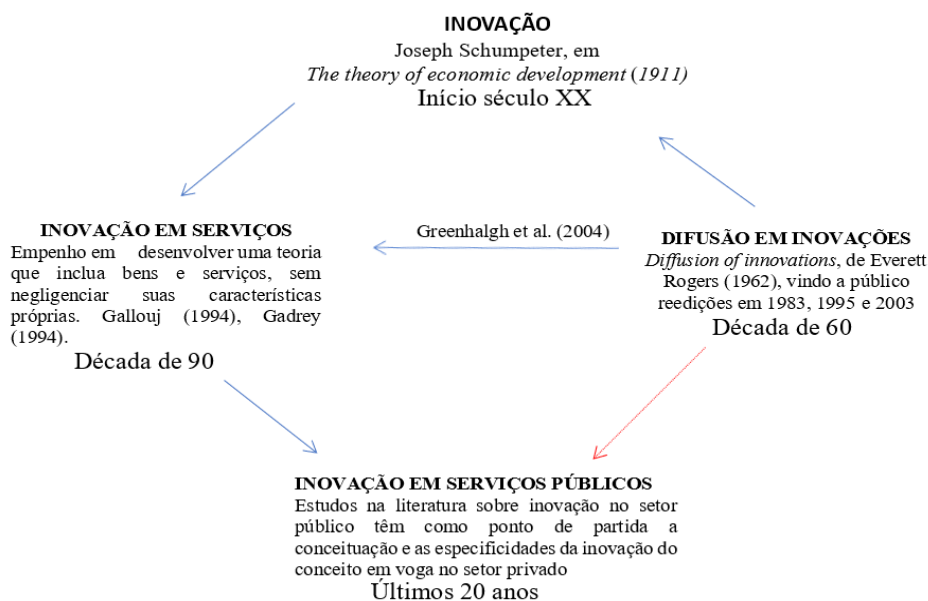 INOVAÇÃO
Joseph Schumpeter, em
The theory of economic development (1911)
Início século XX
INOVAÇÃO EM SERVIÇOS
Empenho em desenvolver uma teoria
que inclua bens e serviços, sem
negligenciar suas características
próprias. Gallouj (1994), Gadrey
(1994).
Década de 90
Greenhalgh et al. (2004)
DIFUSÃO EM INOVAÇÕES
Diffusion of innovations, de Everett
Rogers (1962), vindo a público
reedições em 1983, 1995 e 2003
Década de 60
INOVAÇÃO EM SERVIÇOS PÚBLICOS
Estudos na literatura sobre inovação no setor
público têm como ponto de partida a
conceituação e as especificidades da inovação do
conceito em voga no setor privado
Últimos 20 anos